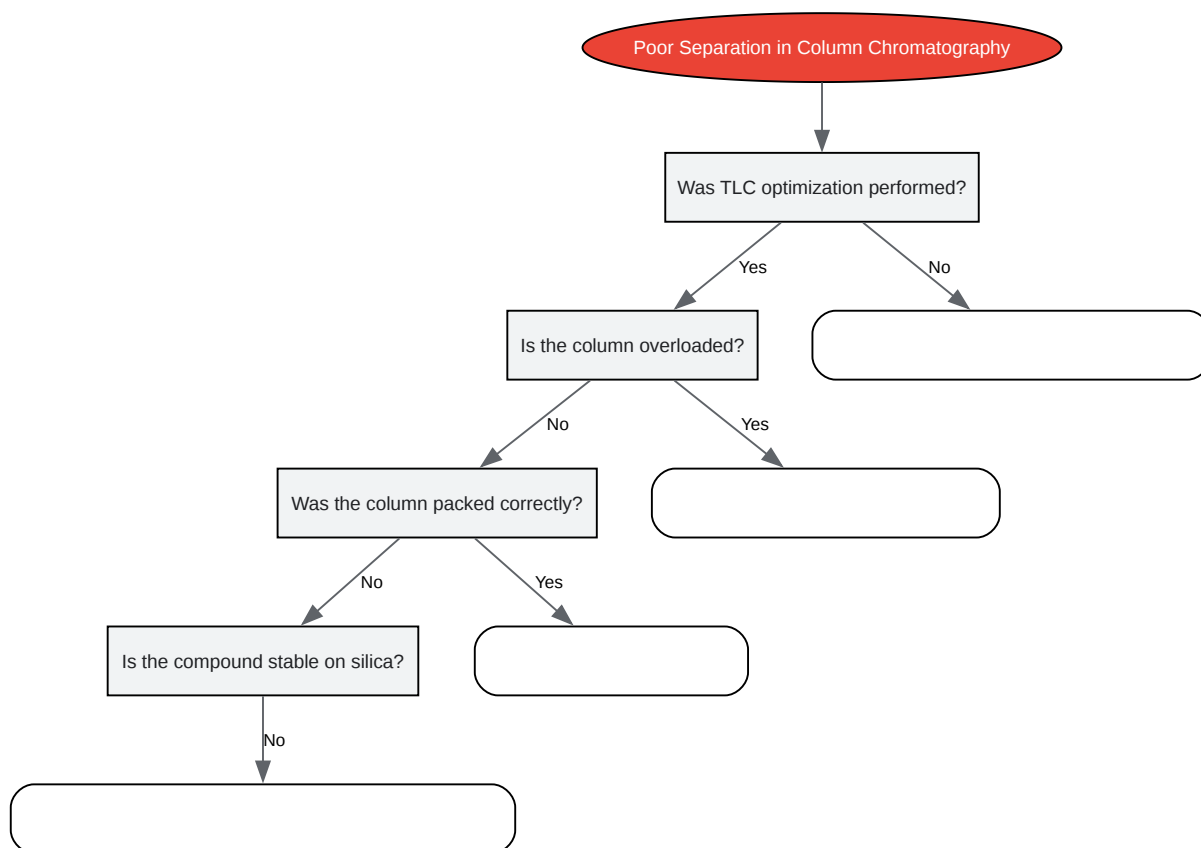 Poor Separation in Column Chromatography
Was TLC optimization performed?
Yes
No
Is the column overloaded?
No
Yes
Was the column packed correctly?
No
Yes
Is the compound stable on silica?
No